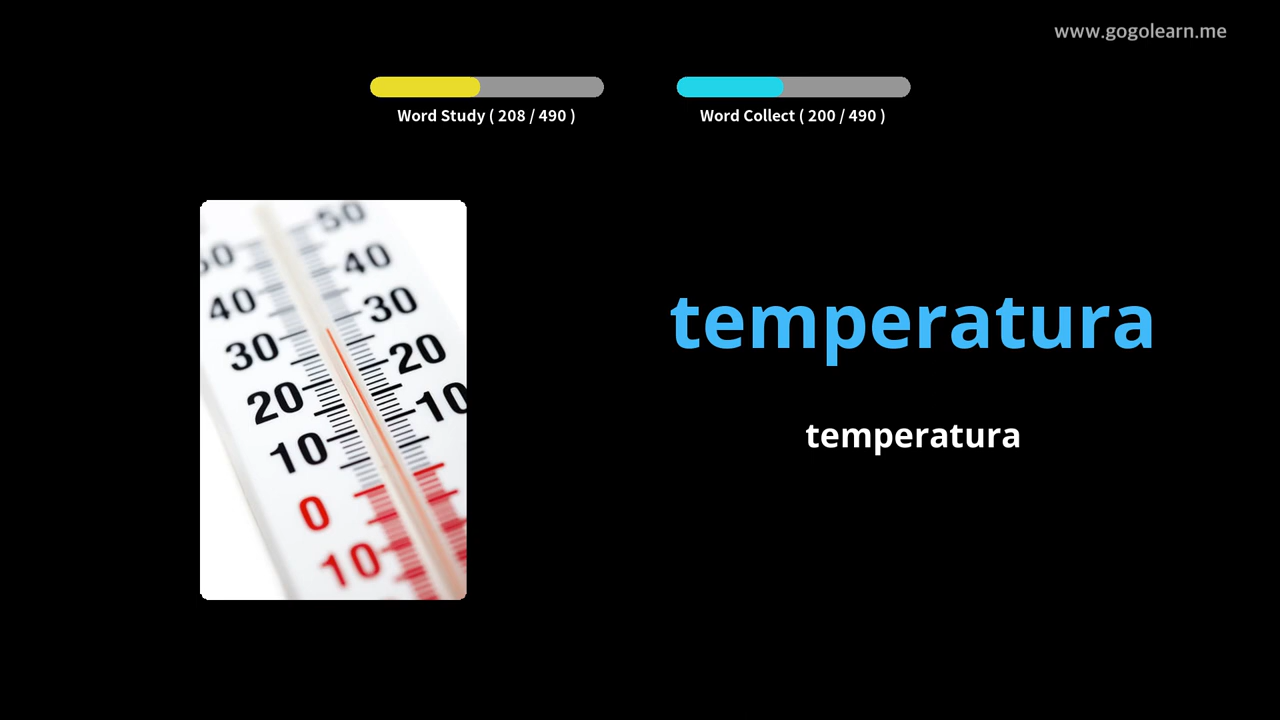 www.gogolearn.me
Word Study ( 208 / 490 )
Word Collect ( 200 / 490 )
50
40
40
30
30
20
20
10
10
0
10
temperatura
temperatura